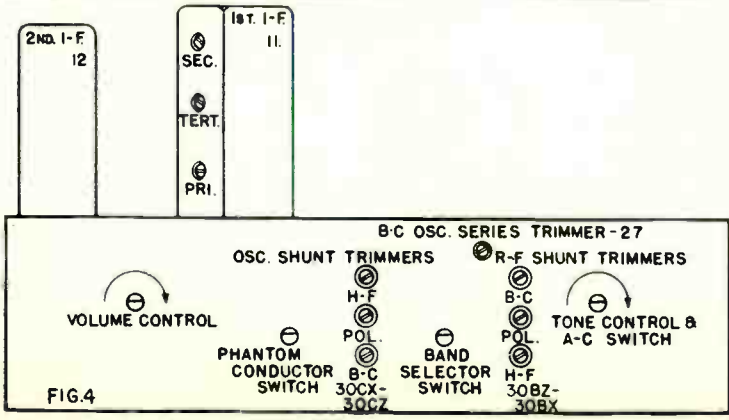 2ND. I-F.
12
1ST. I-F.
11.
SEC.
TERT.
PRI.
B-C OSC. SERIES TRIMMER-27
OSC. SHUNT TRIMMERS
R-F SHUNT TRIMMERS
H-F
POL.
B-C
30CX-
30CZ
B-C
POL.
H-F
30BZ-
30BX
VOLUME CONTROL
PHANTOM
CONDUCTOR
SWITCH
BAND
SELECTOR
SWITCH
TONE CONTROL &
A-C SWITCH
FIG.4